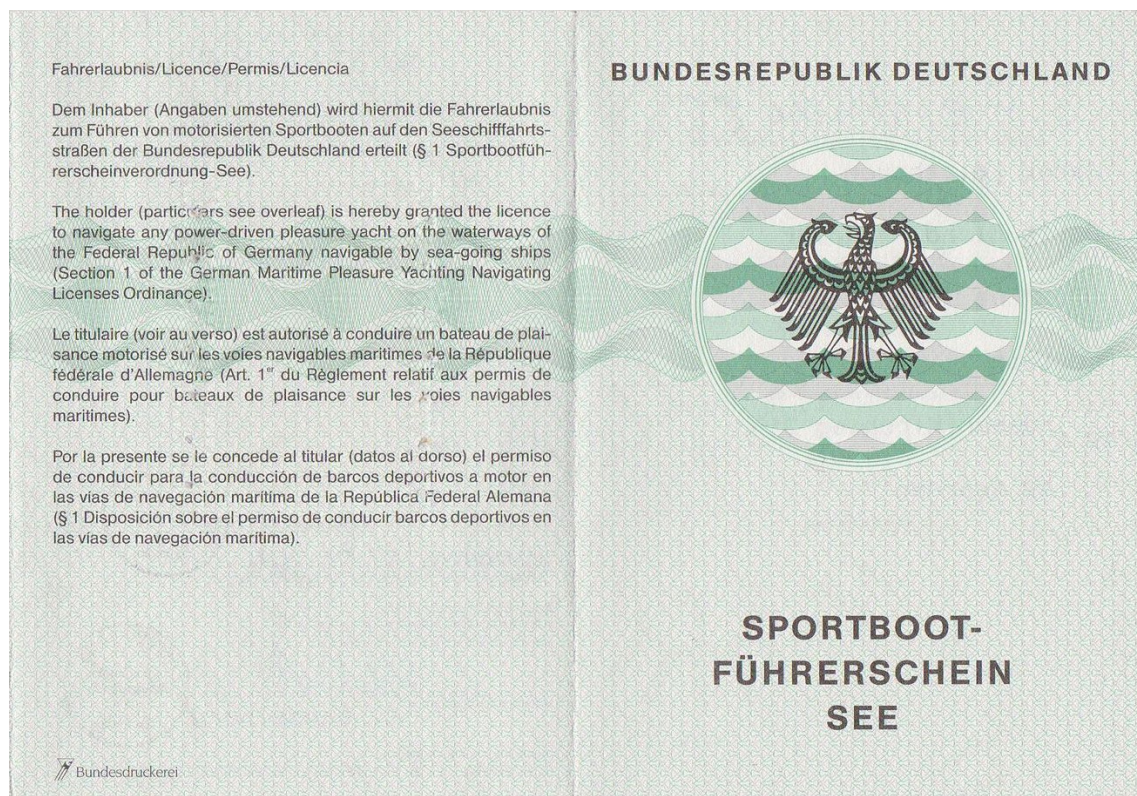 Fahrerlaubnis/Licence/Permis/Licencia
Dem Inhaber (Angaben umstehend) wird hiermit die Fahrerlaubnis
zum Führen von motorisierten Sportbooten auf den Seeschifffahrts-
straßen der Bundesrepublik Deutschland erteilt (§ 1 Sportbootfüh-
rerscheinverordnung-See).
The holder (particulars see overleaf) is hereby granted the licence
to navigate any power-driven pleasure yacht on the waterways of
the Federal Republic of Germany navigable by sea-going ships
(Section 1 of the German Maritime Pleasure Yachting Navigating
Licenses Ordinance).
Le titulaire (voir au verso) est autorisé à conduire un bateau de plai-
sance motorisé sur les voies navigables maritimes de la République
fédérale d'Allemagne (Art. 1er du Règlement relatif aux permis de
conduire pour bateaux de plaisance sur les voies navigables
maritimes).
Por la presente se le concede al titular (datos al dorso) el permiso
de conducir para la conducción de barcos deportivos a motor en
las vías de navegación marítima de la República Federal Alemana
(§ 1 Disposición sobre el permiso de conducir barcos deportivos en
las vías de navegación marítima).
Bundesdruckerei
BUNDESREPUBLIK DEUTSCHLAND
SPORTBOOT-
FÜHRERSCHEIN
SEE